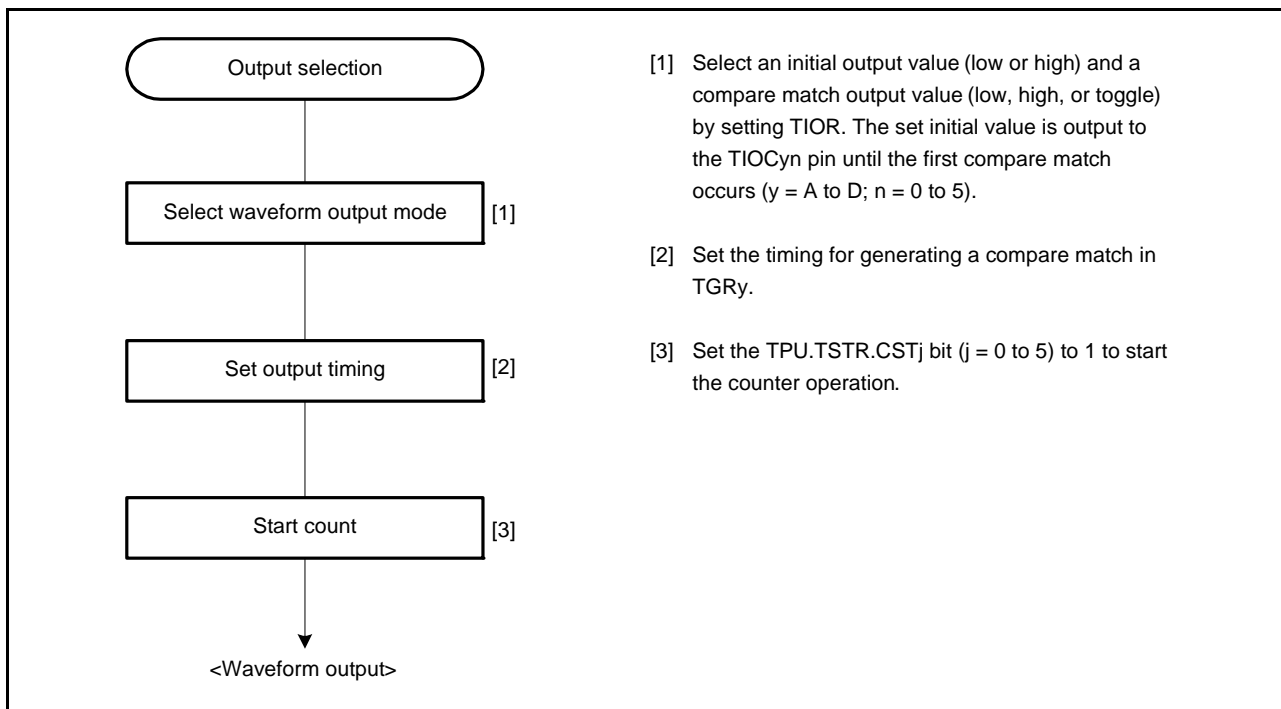 Output selection
Select waveform output mode [1]
Set output timing [2]
Start count [3]
<Waveform output>
[1] Select an initial output value (low or high) and a
compare match output value (low, high, or toggle)
by setting TIOR. The set initial value is output to
the TIOCyn pin until the first compare match
occurs (y = A to D; n = 0 to 5).
[2] Set the timing for generating a compare match in
TGRy.
[3] Set the TPU.TSTR.CSTj bit (j = 0 to 5) to 1 to start
the counter operation.